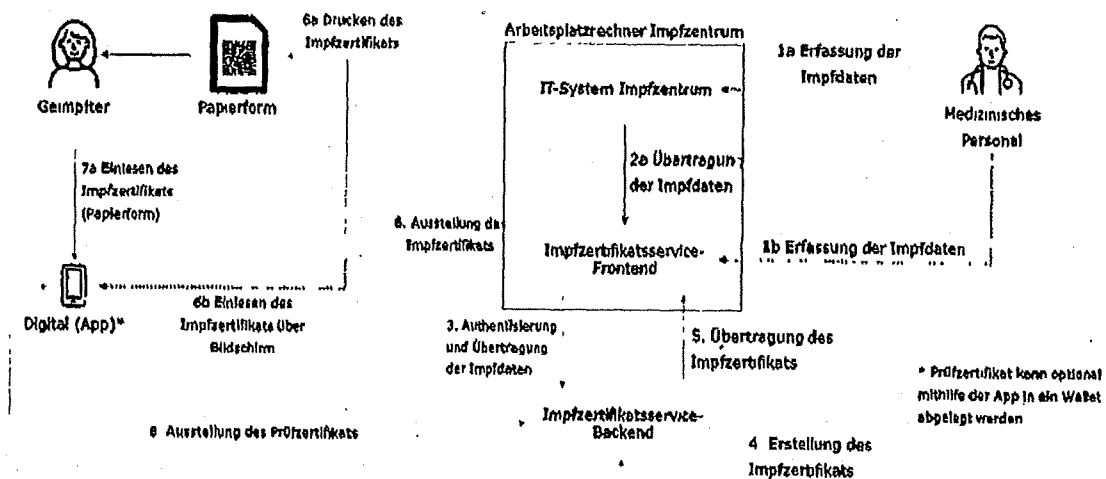 6a Drucken des
Impfzertifikats
Geimpfter
Papierform
7a Einlesen des
Impfzertifikats
(Papierform)
Digital (App)*
6b Einlesen des
Impfzertifikats über
Bildschirm
8 Ausstellung des Prüfzertifikats
Arbeitsplatzrechner Impfzentrum
IT-System Impfzentrum
2a Übertragun
der Impfdaten
6. Ausstellung de
Impfzertifikats
Impfzertifikatsservice-
Frontend
1a Erfassung der
Impfdaten
Medizinisches
Personal
1b Erfassung der Impfdaten
3. Authentisierung
und Übertragung
der Impfdaten
5. Übertragung des
Impfzertifikats
Impfzertifikatsservice-
Backend
4 Erstellung des
Impfzertifikats
* Prüfzertifikat kann optional
mithilfe der App in ein Wallet
abgelegt werden